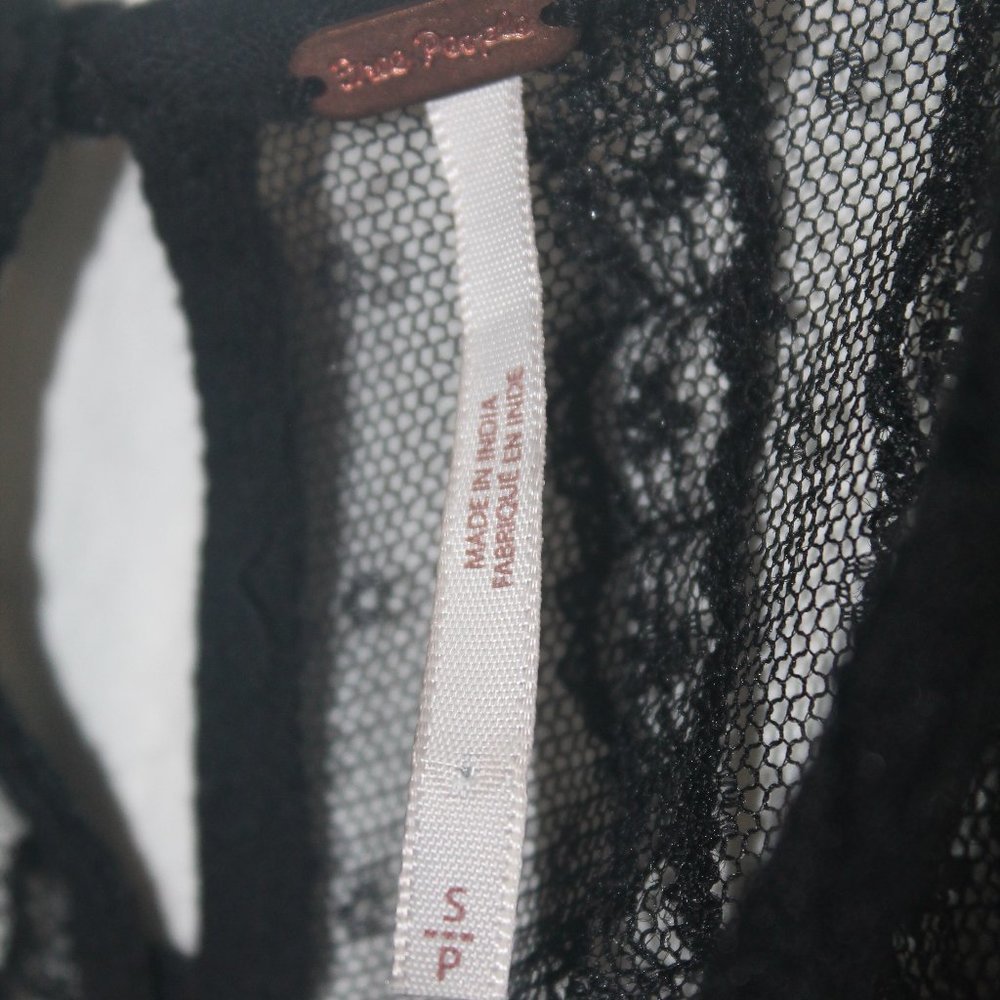 Free People
MADE IN INDIA
FABRIQUÉ EN INDE
S:P